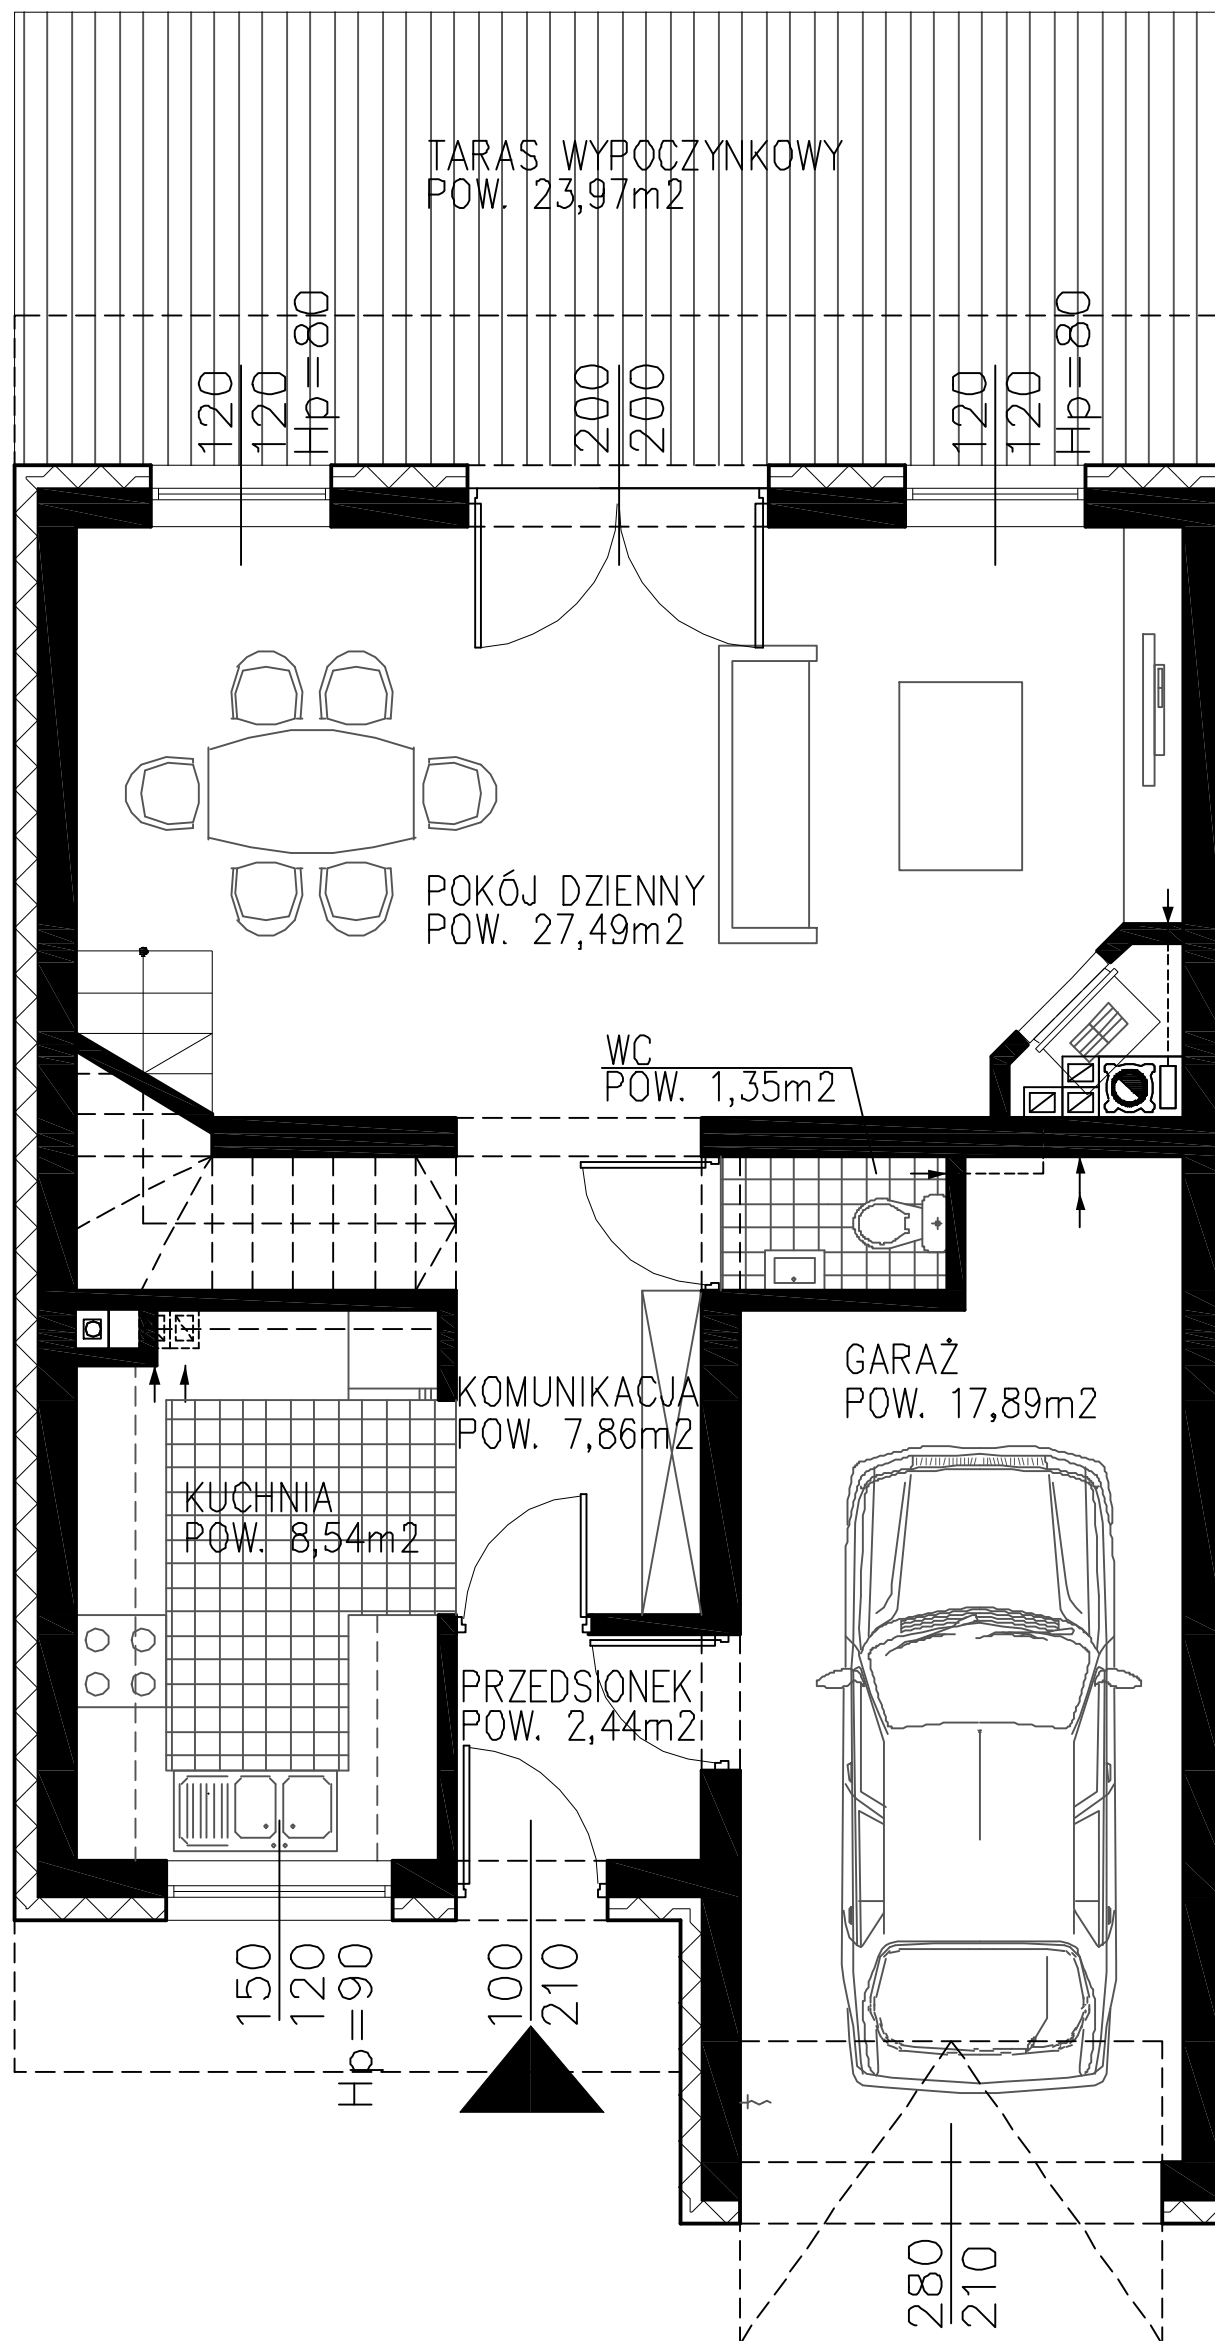 TARAS WYPOCZYNKOWY
POW. 23,97m2
120
120
Hp=80
200
200
120
120
Hp=80
POKÓJ DZIENNY
POW. 27,49m2
WC
POW. 1,35m2
GARAŻ
POW. 17,89m2
KOMUNIKACJA
POW. 7,86m2
KUCHNIA
POW. 8,54m2
PRZEDSIONEK
POW. 2,44m2
150
120
Hp=90
100
210
280
210